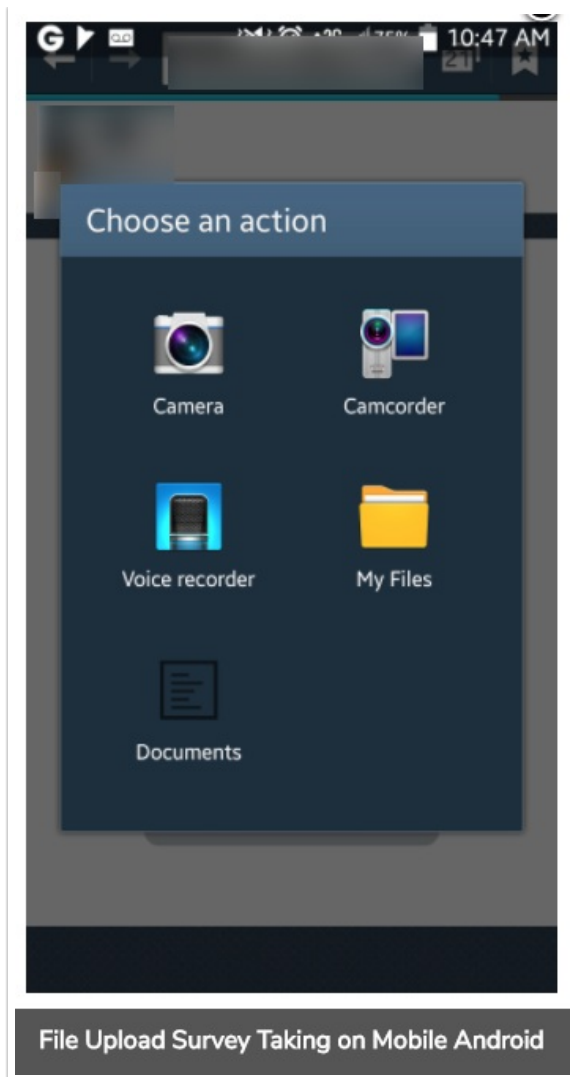 G 10:47 AM
21
Choose an action
Camera
Camcorder
Voice recorder
My Files
Documents
File Upload Survey Taking on Mobile Android